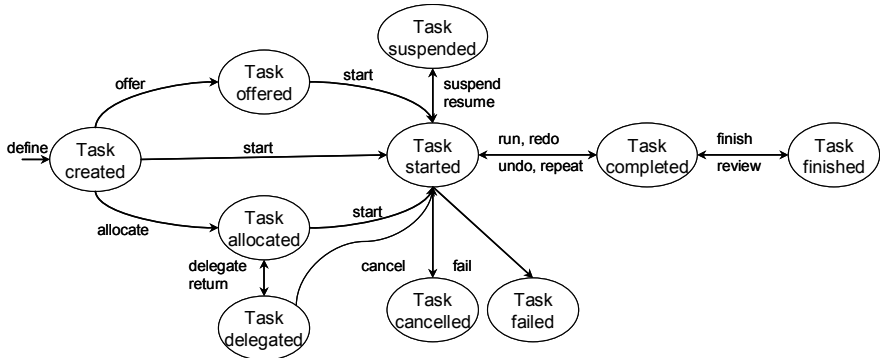 Task
suspended
Task
offered
offer
start
suspend
resume
define
Task
created
start
Task
started
run, redo
undo, repeat
Task
completed
finish
review
Task
finished
allocate
Task
allocated
start
delegate
return
cancel
fail
Task
delegated
Task
cancelled
Task
failed